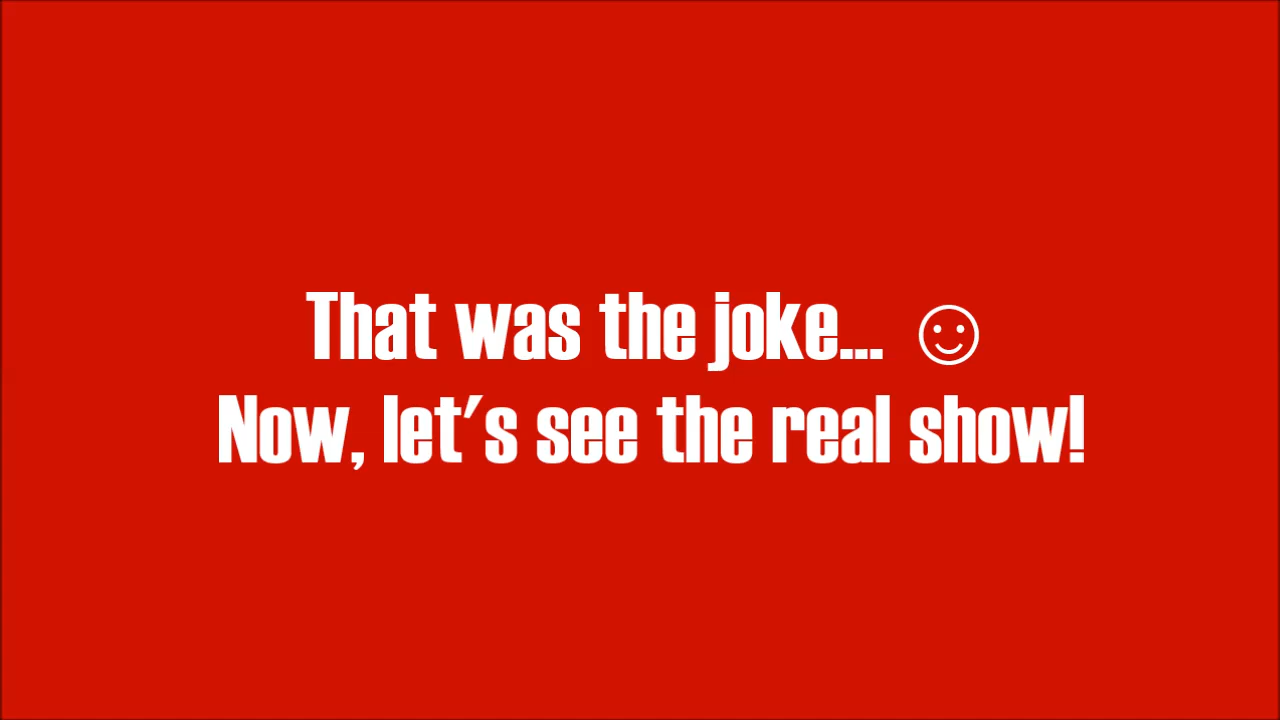 That was the joke... ☺
Now, let's see the real show!